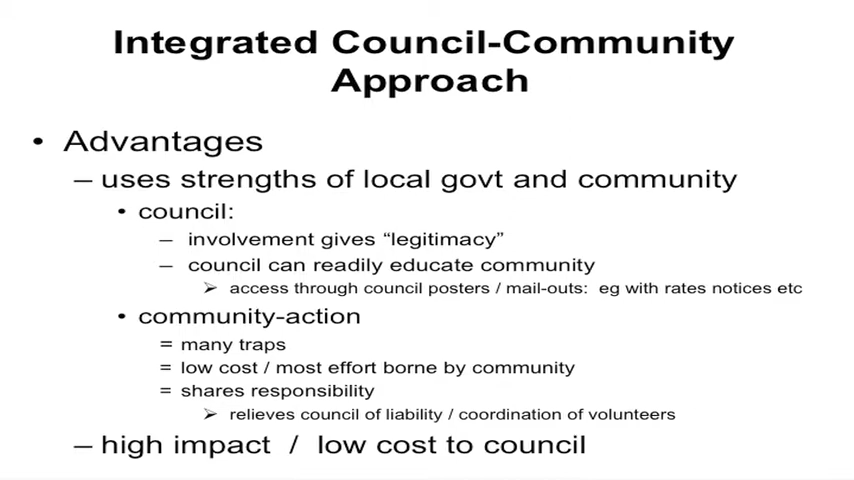 Integrated Council-Community
Approach
• Advantages
– uses strengths of local govt and community
• council:
– involvement gives “legitimacy”
– council can readily educate community
➢ access through council posters / mail-outs: eg with rates notices etc
• community-action
= many traps
= low cost / most effort borne by community
= shares responsibility
➢ relieves council of liability / coordination of volunteers
– high impact / low cost to council